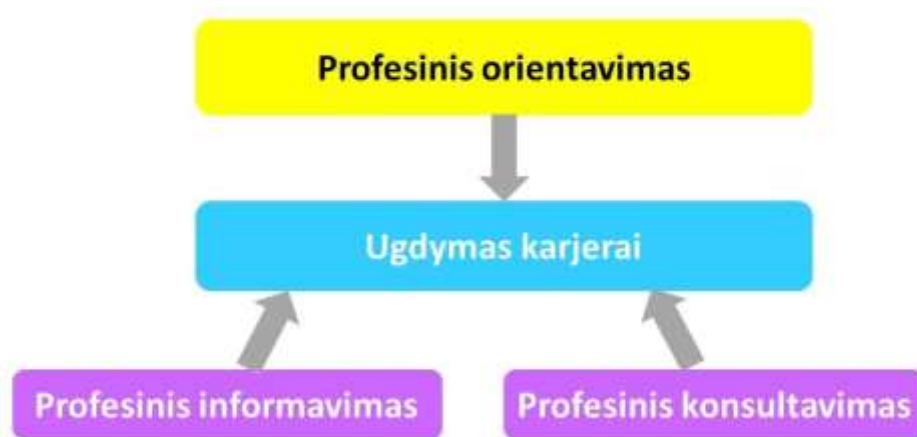 Profesinis orientavimas
Ugdymas karjerai
Profesinis informavimas
Profesinis konsultavimas